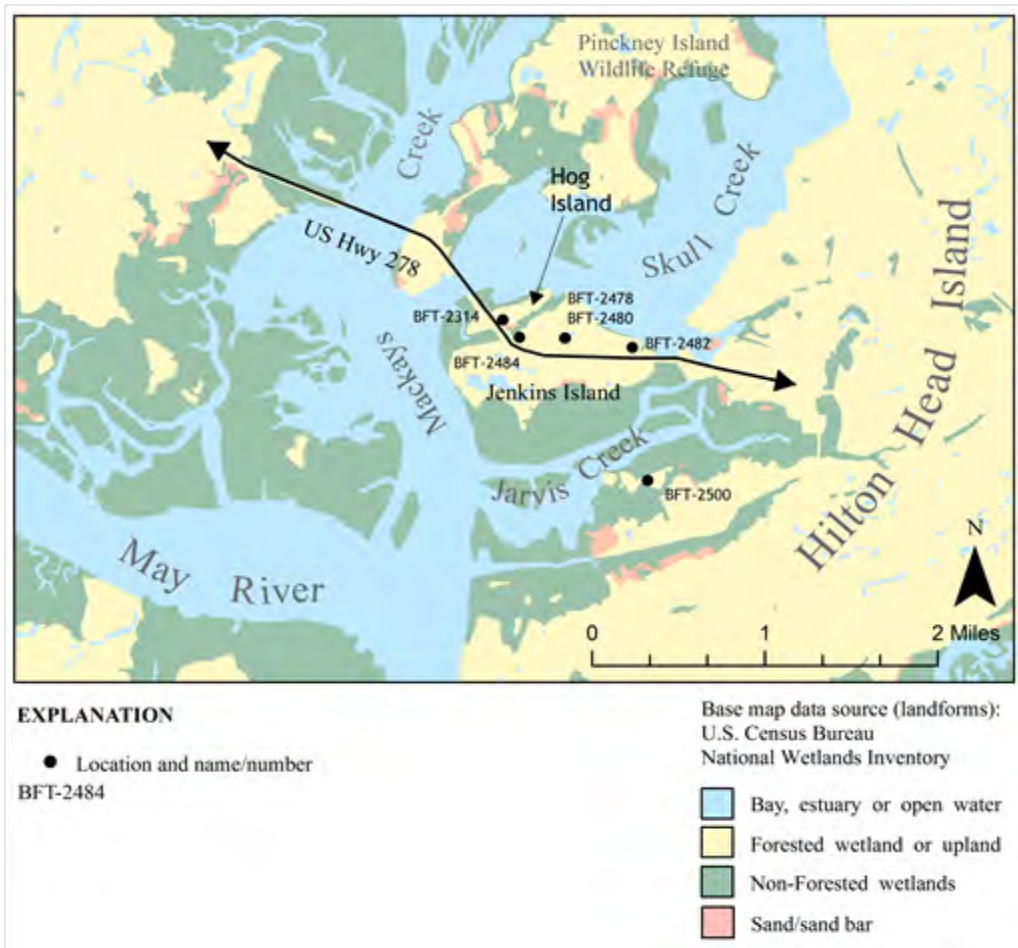 Pinckney Island
Wildlife Refuge
Creek
Hog
Island
US Hwy 278
Skull Creek
BFT-2478
BFT-2480
BFT-2314
BFT-2482
BFT-2484
Mackays
Jenkins Island
Hilton Head Island
Jarvis Creek
BFT-2500
May River
N
0 1 2 Miles
EXPLANATION
Location and name/number
BFT-2484
Base map data source (landforms):
U.S. Census Bureau
National Wetlands Inventory
Bay, estuary or open water
Forested wetland or upland
Non-Forested wetlands
Sand/sand bar